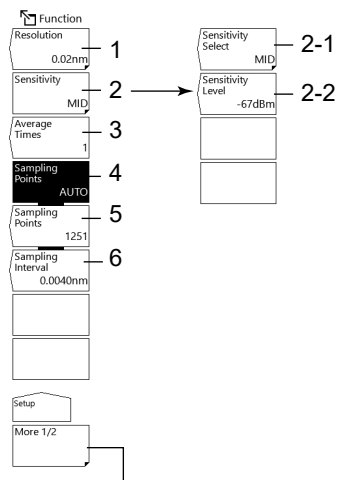 Function
Resolution
0.02nm
1
Sensitivity
MID
2
Average
Times
1
3
Sampling
Points
AUTO
4
Sampling
Points
1251
5
Sampling
Interval
0.0040nm
6
Setup
More 1/2
Sensitivity
Select
MID
2-1
Sensitivity
Level
-67dBm
2-2